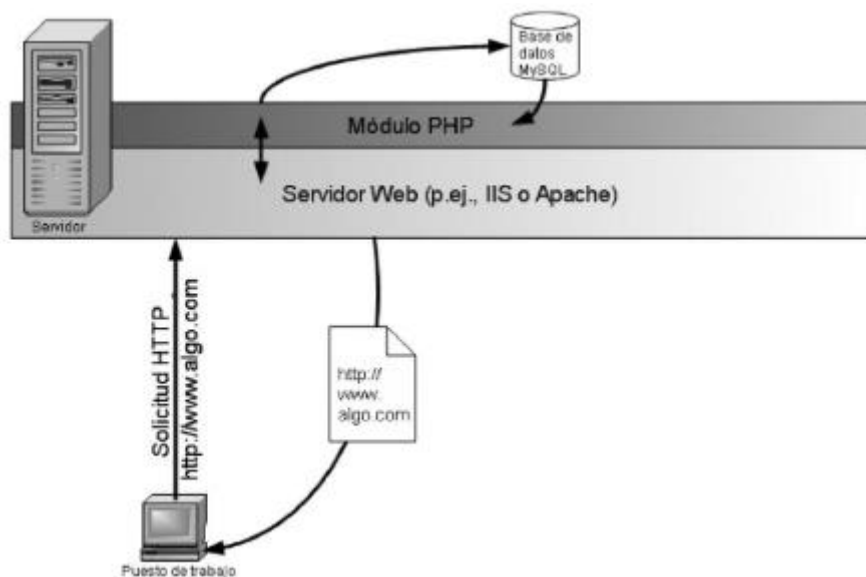 Base de
datos
MySQL
Módulo PHP
Servidor Web (p.ej., IIS o Apache)
Servidor
Solicitud HTTP
http://www.algo.com
http://
www.
algo.com
Puesto de trabajo